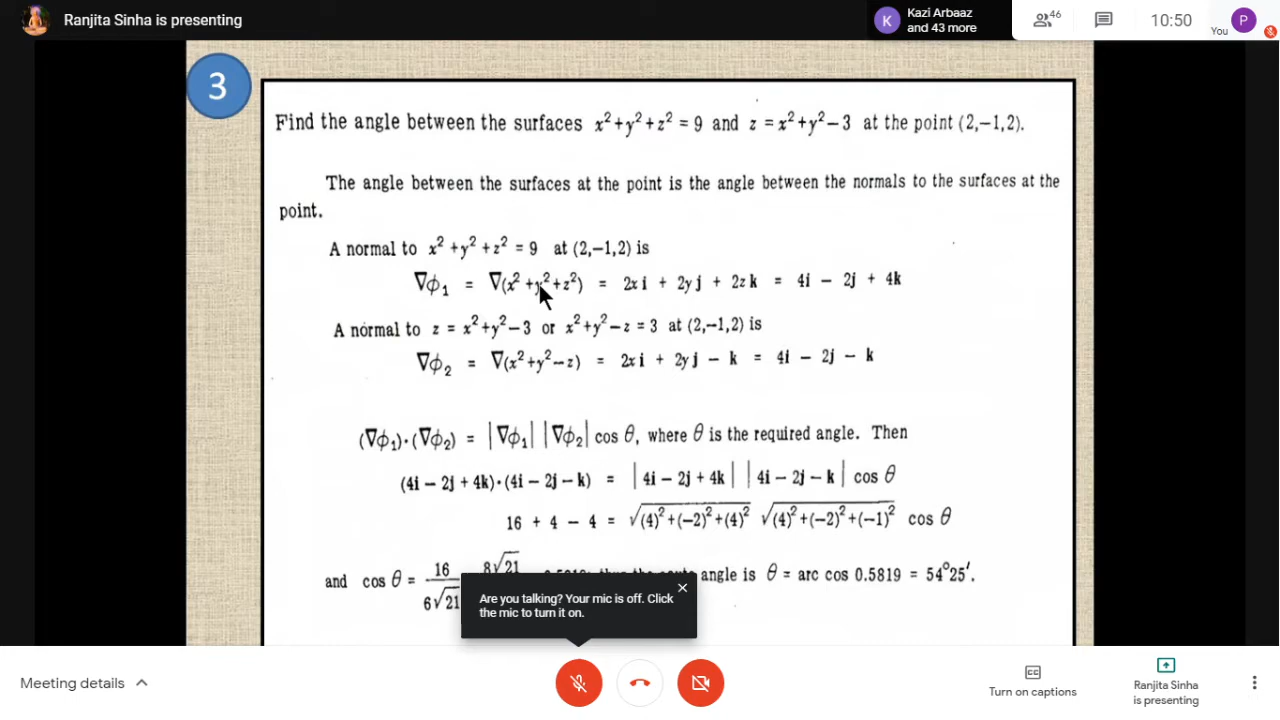 Ranjita Sinha is presenting
K
Kazi Arbaaz
and 43 more
46
10:50
You
P
3
Find the angle between the surfaces x²+y²+z² = 9 and z = x²+y²−3 at the point (2,−1,2).
The angle between the surfaces at the point is the angle between the normals to the surfaces at the
point.
A normal to x² +y² +z² = 9 at (2,−1,2) is
∇ϕ₁ = ∇(x² +y²+z²) = 2x i + 2y j + 2z k = 4i − 2j + 4k
A normal to z = x²+y²−3 or x²+y²−z = 3 at (2,−1,2) is
∇ϕ₂ = ∇(x²+y²−z) = 2x i + 2y j − k = 4i − 2j − k
(∇ϕ₁)·(∇ϕ₂) = |∇ϕ₁| |∇ϕ₂| cos θ, where θ is the required angle. Then
(4i − 2j + 4k)·(4i − 2j − k) = |4i − 2j + 4k| |4i − 2j − k| cos θ
16 + 4 − 4 = √(4)²+(−2)²+(4)² √(4)²+(−2)²+(−1)² cos θ
and cos θ = 16/6√21 8√21 angle is θ = arc cos 0.5819 = 54°25′.
Are you talking? Your mic is off. Click
the mic to turn it on.
Meeting details
CC
Turn on captions
Ranjita Sinha
is presenting